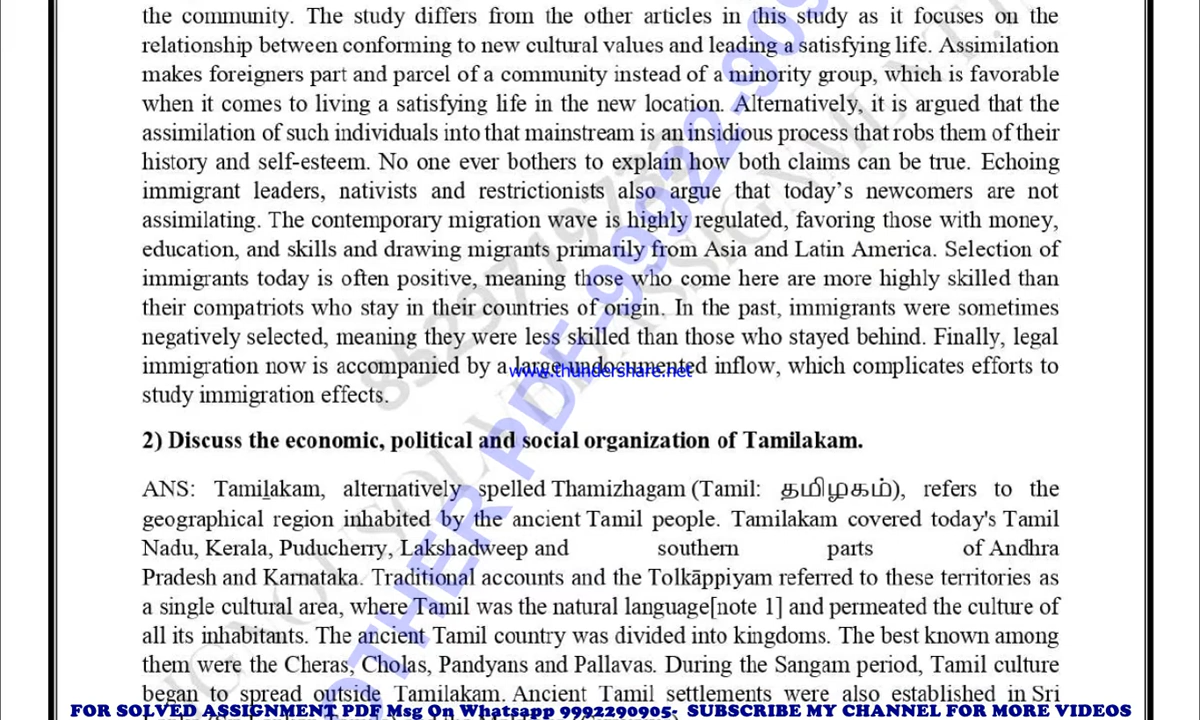 the community. The study differs from the other articles in this study as it focuses on the
relationship between conforming to new cultural values and leading a satisfying life. Assimilation
makes foreigners part and parcel of a community instead of a minority group, which is favorable
when it comes to living a satisfying life in the new location. Alternatively, it is argued that the
assimilation of such individuals into that mainstream is an insidious process that robs them of their
history and self-esteem. No one ever bothers to explain how both claims can be true. Echoing
immigrant leaders, nativists and restrictionists also argue that today’s newcomers are not
assimilating. The contemporary migration wave is highly regulated, favoring those with money,
education, and skills and drawing migrants primarily from Asia and Latin America. Selection of
immigrants today is often positive, meaning those who come here are more highly skilled than
their compatriots who stay in their countries of origin. In the past, immigrants were sometimes
negatively selected, meaning they were less skilled than those who stayed behind. Finally, legal
immigration now is accompanied by a large undocumented inflow, which complicates efforts to
www.thundershare.net
study immigration effects.
2) Discuss the economic, political and social organization of Tamilakam.
ANS: Tamiḻakam, alternatively spelled Thamizhagam (Tamil: தமிழகம்), refers to the
geographical region inhabited by the ancient Tamil people. Tamilakam covered today's Tamil
Nadu, Kerala, Puducherry, Lakshadweep and southern parts of Andhra
Pradesh and Karnataka. Traditional accounts and the Tolkāppiyam referred to these territories as
a single cultural area, where Tamil was the natural language[note 1] and permeated the culture of
all its inhabitants. The ancient Tamil country was divided into kingdoms. The best known among
them were the Cheras, Cholas, Pandyans and Pallavas. During the Sangam period, Tamil culture
began to spread outside Tamilakam. Ancient Tamil settlements were also established in Sri
FOR SOLVED ASSIGNMENT PDF Msg On Whatsapp 9992290905- SUBSCRIBE MY CHANNEL FOR MORE VIDEOS